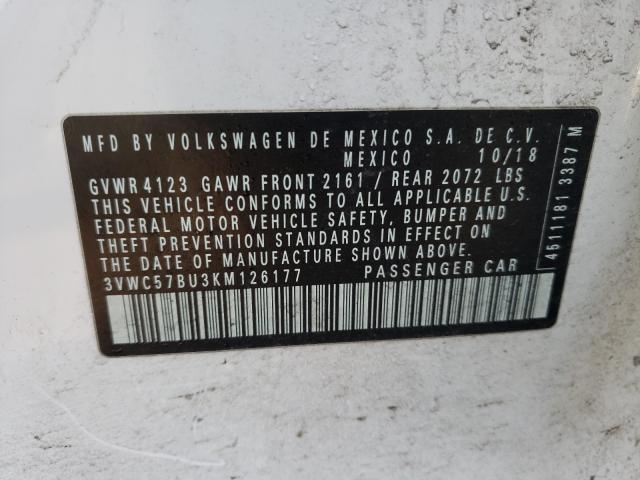 MFD BY VOLKSWAGEN DE MEXICO S.A. DE C.V.
MEXICO 10/18
GVWR 4123 GAWR FRONT 2161 / REAR 2072 LBS
THIS VEHICLE CONFORMS TO ALL APPLICABLE U.S.
FEDERAL MOTOR VEHICLE SAFETY, BUMPER AND
THEFT PREVENTION STANDARDS IN EFFECT ON
THE DATE OF MANUFACTURE SHOWN ABOVE.
3VWC57BU3KM126177 PASSENGER CAR
4511181 3387 M